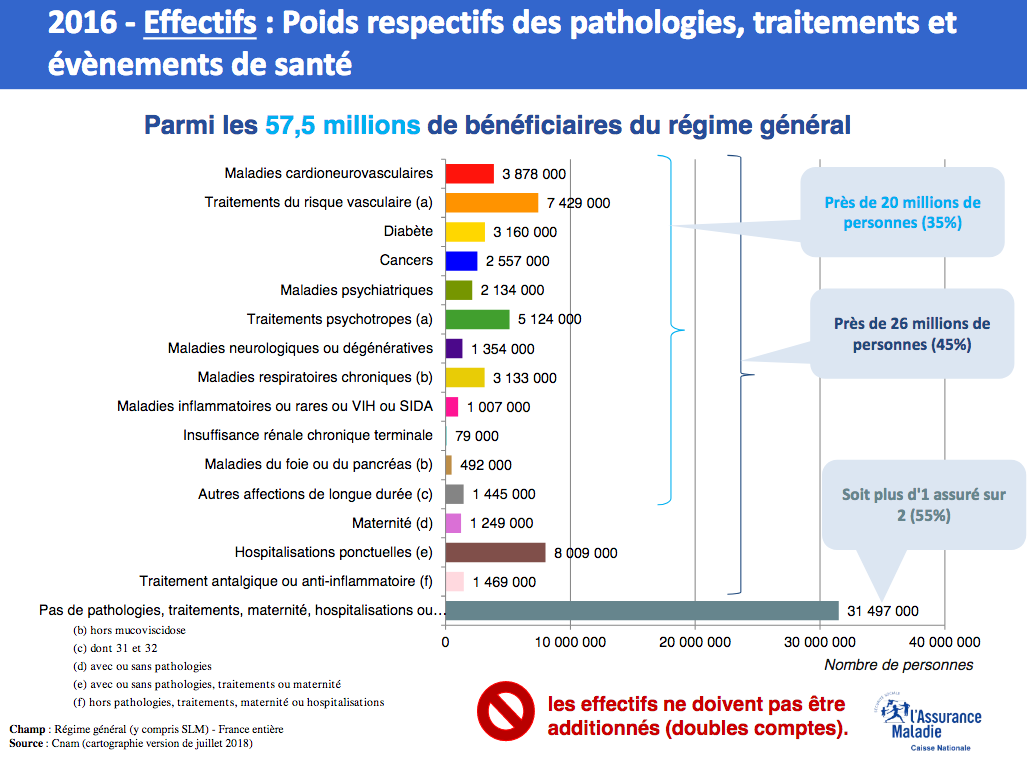 2016 - Effectifs : Poids respectifs des pathologies, traitements et
évènements de santé
Parmi les 57,5 millions de bénéficiaires du régime général
Maladies cardioneurovasculaires 3 878 000
Traitements du risque vasculaire (a) 7 429 000
Diabète 3 160 000
Cancers 2 557 000
Maladies psychiatriques 2 134 000
Traitements psychotropes (a) 5 124 000
Maladies neurologiques ou dégénératives 1 354 000
Maladies respiratoires chroniques (b) 3 133 000
Maladies inflammatoires ou rares ou VIH ou SIDA 1 007 000
Insuffisance rénale chronique terminale 79 000
Maladies du foie ou du pancréas (b) 492 000
Autres affections de longue durée (c) 1 445 000
Maternité (d) 1 249 000
Hospitalisations ponctuelles (e) 8 009 000
Traitement antalgique ou anti-inflammatoire (f) 1 469 000
Pas de pathologies, traitements, maternité, hospitalisations ou… 31 497 000
Près de 20 millions de
personnes (35%)
Près de 26 millions de
personnes (45%)
Soit plus d'1 assuré sur
2 (55%)
0 10 000 000 20 000 000 30 000 000 40 000 000
Nombre de personnes
(b) hors mucoviscidose
(c) dont 31 et 32
(d) avec ou sans pathologies
(e) avec ou sans pathologies, traitements ou maternité
(f) hors pathologies, traitements, maternité ou hospitalisations
Champ : Régime général (y compris SLM) - France entière
Source : Cnam (cartographie version de juillet 2018)
les effectifs ne doivent pas être
additionnés (doubles comptes).
l'Assurance
Maladie
Caisse Nationale